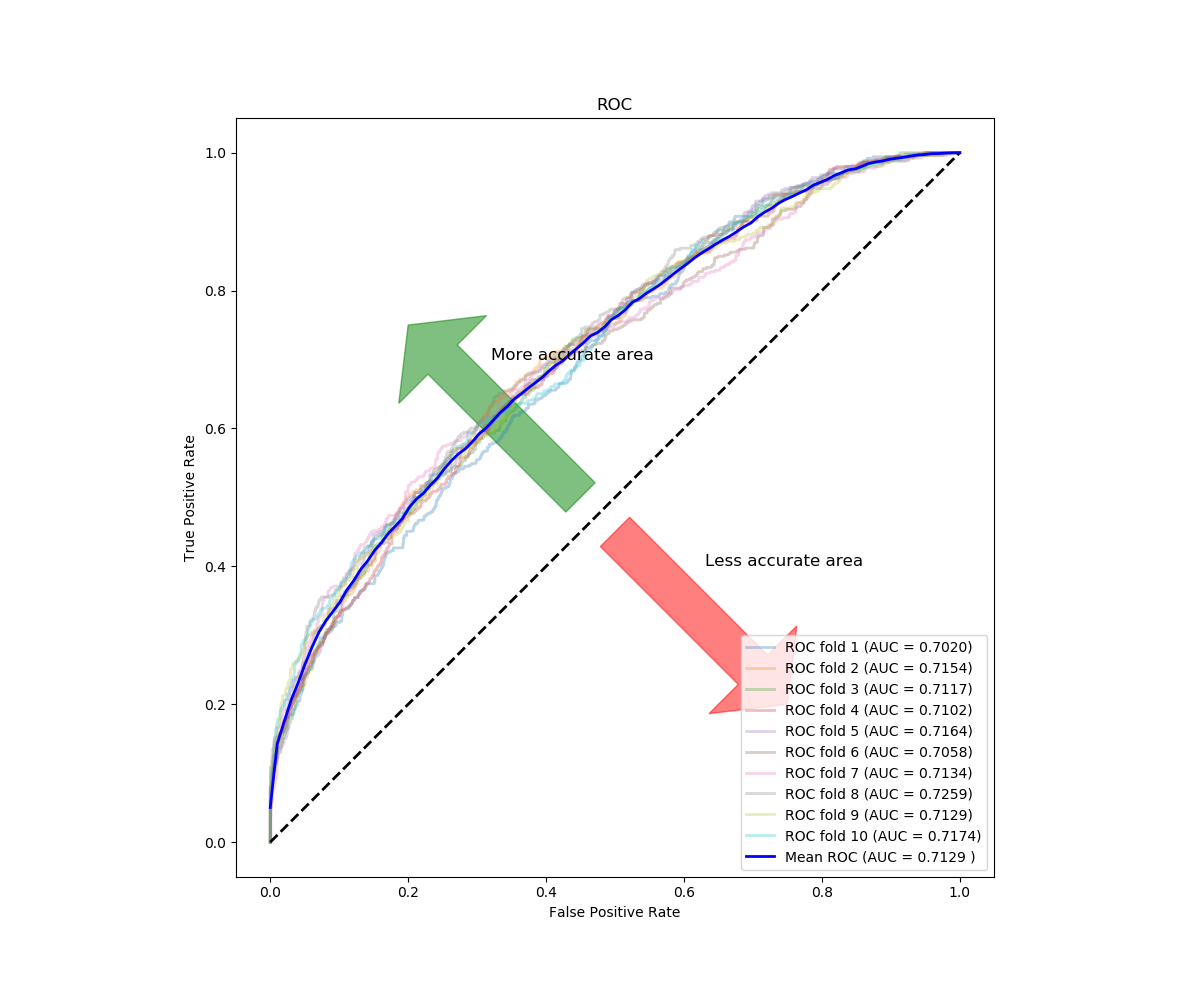 ROC
1.0
0.8
0.6
0.4
0.2
0.0
True Positive Rate
More accurate area
Less accurate area
ROC fold 1 (AUC = 0.7020)
ROC fold 2 (AUC = 0.7154)
ROC fold 3 (AUC = 0.7117)
ROC fold 4 (AUC = 0.7102)
ROC fold 5 (AUC = 0.7164)
ROC fold 6 (AUC = 0.7058)
ROC fold 7 (AUC = 0.7134)
ROC fold 8 (AUC = 0.7259)
ROC fold 9 (AUC = 0.7129)
ROC fold 10 (AUC = 0.7174)
Mean ROC (AUC = 0.7129 )
0.0 0.2 0.4 0.6 0.8 1.0
False Positive Rate